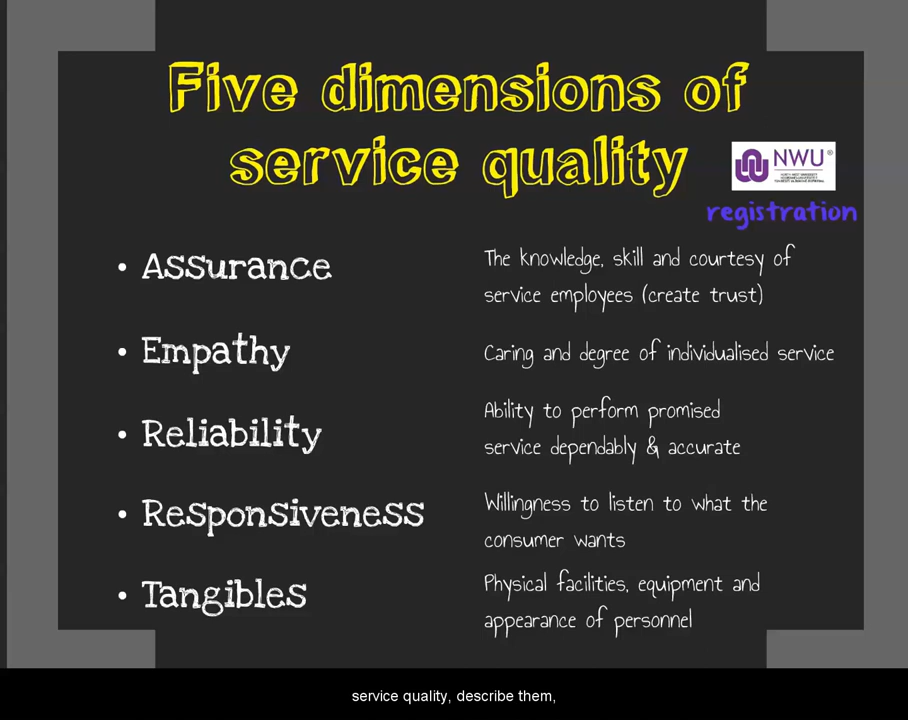 Five dimensions of
service quality
NWU®
registration
• Assurance
The knowledge, skill and courtesy of
service employees (create trust)
• Empathy
Caring and degree of individualised service
• Reliability
Ability to perform promised
service dependably & accurate
• Responsiveness
Willingness to listen to what the
consumer wants
• Tangibles
Physical facilities, equipment and
appearance of personnel
service quality, describe them,